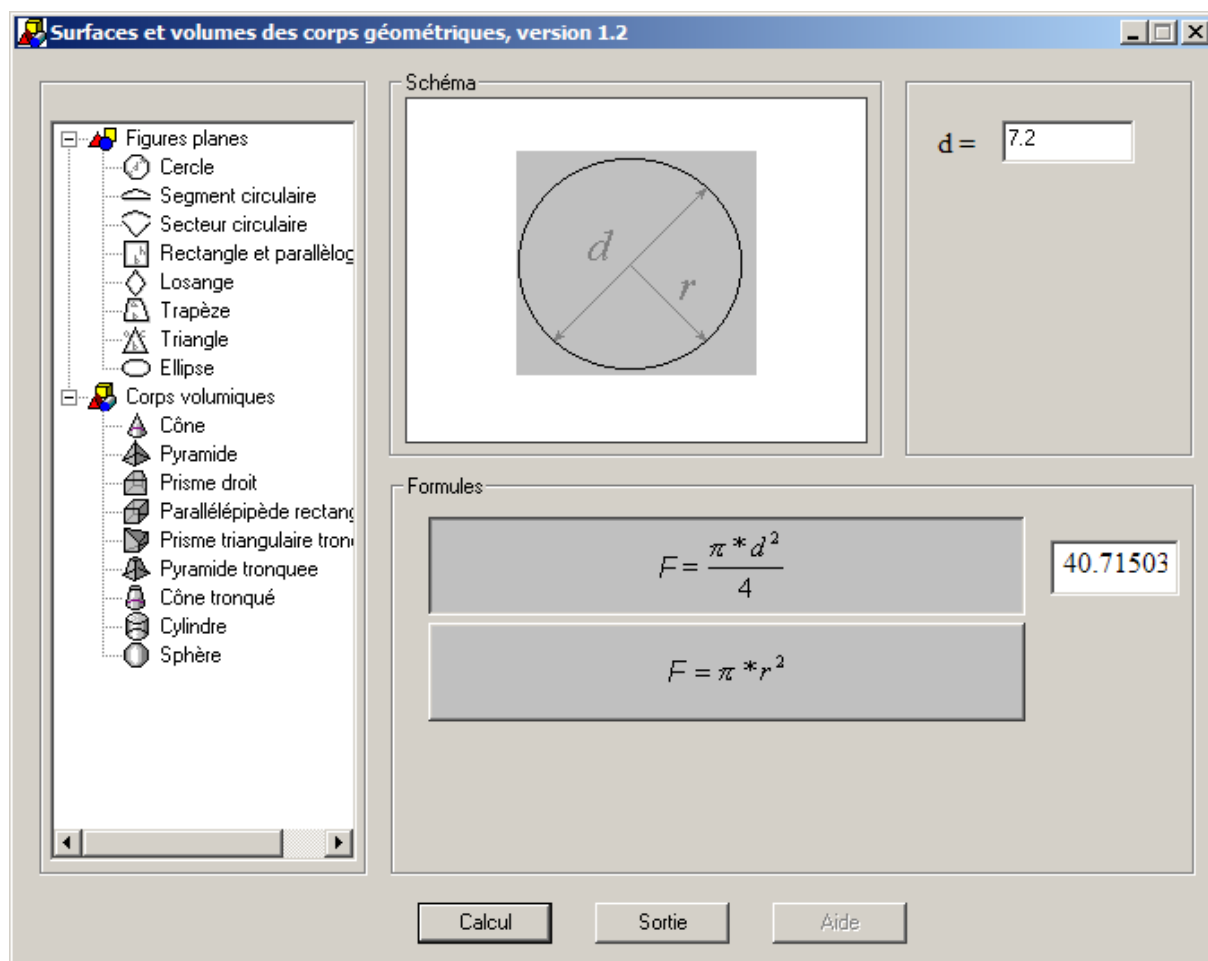 Surfaces et volumes des corps géométriques, version 1.2
Figures planes
Cercle
Segment circulaire
Secteur circulaire
Rectangle et parallèlog
Losange
Trapèze
Triangle
Ellipse
Corps volumiques
Cône
Pyramide
Prisme droit
Parallélépipède rectang
Prisme triangulaire tron
Pyramide tronquee
Cône tronqué
Cylindre
Sphère
Schéma
d
r
d =
7.2
Formules
F = π * d² / 4
40.71503
F = π * r²
Calcul
Sortie
Aide